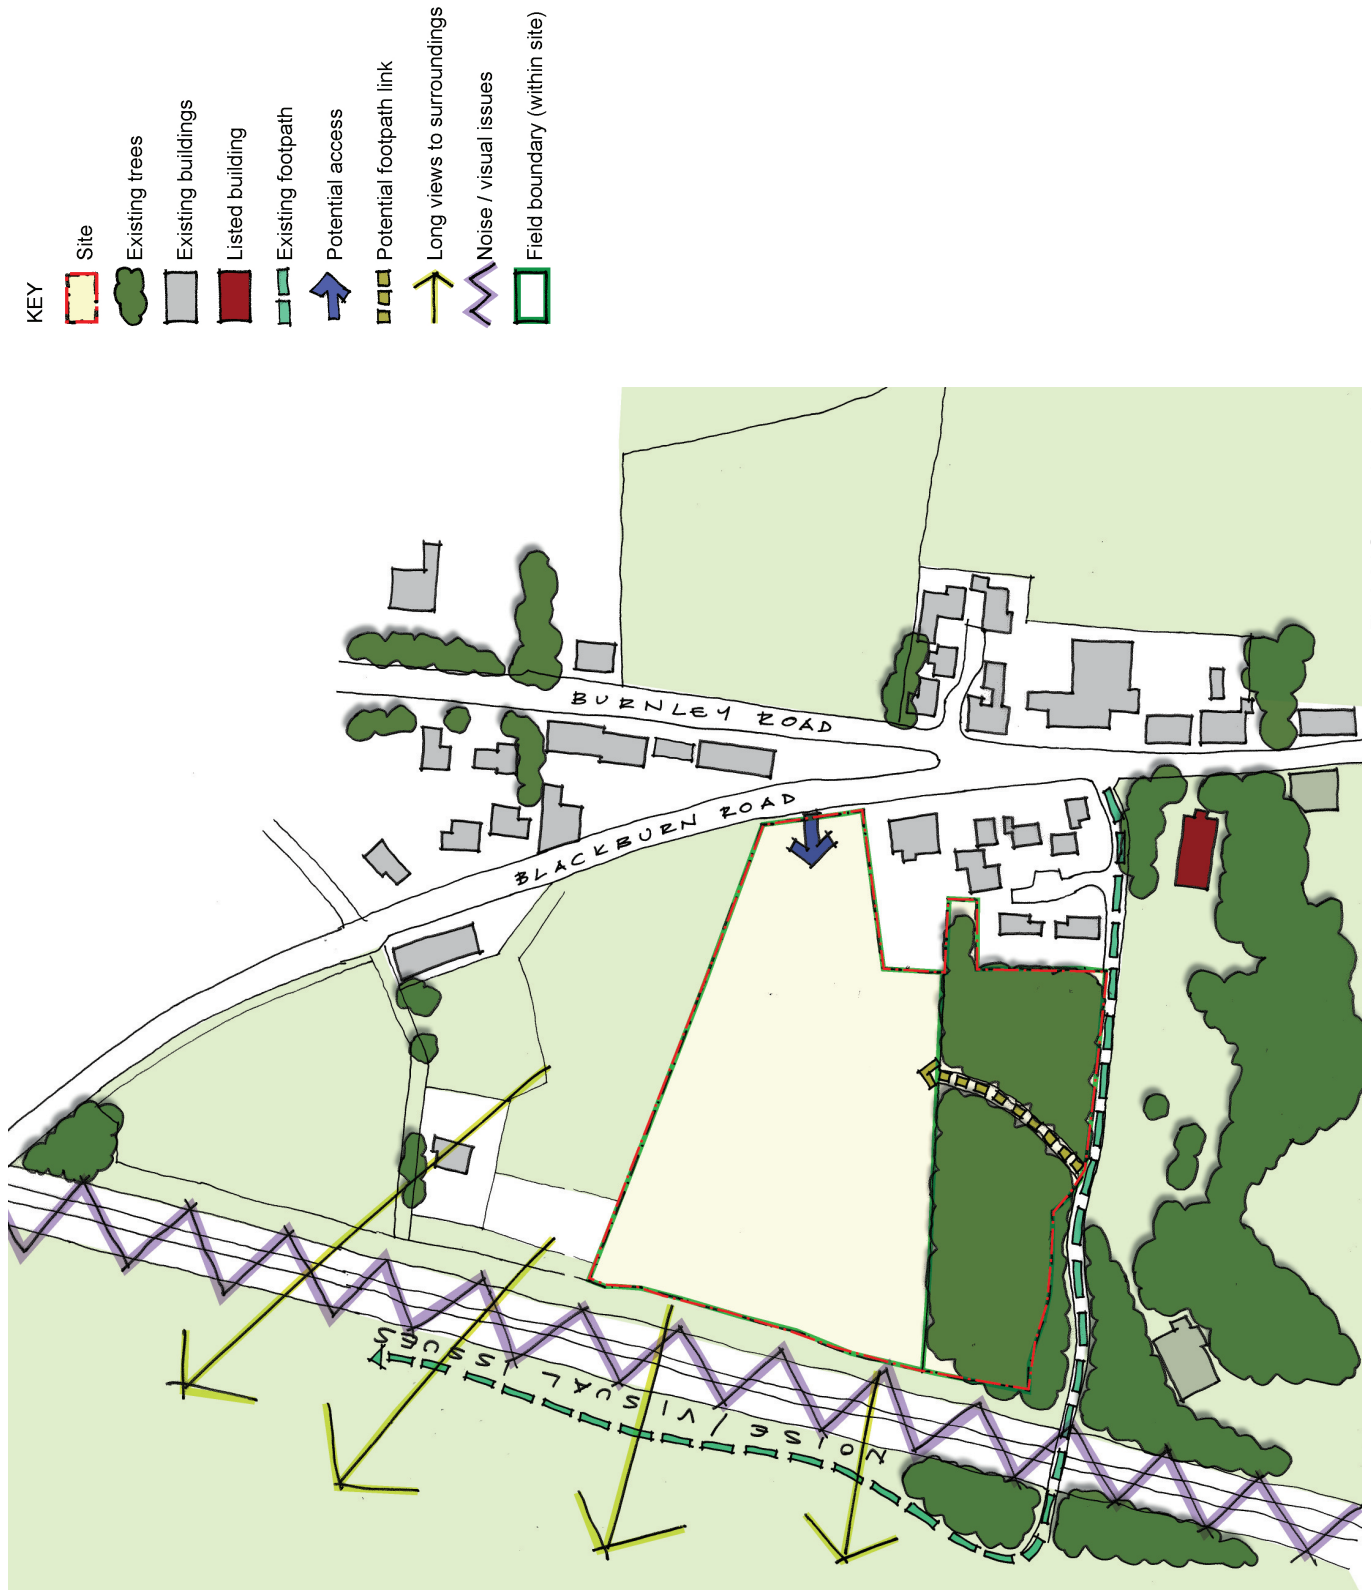 KEY
Site
Existing trees
Existing buildings
Listed building
Existing footpath
Potential access
Potential footpath link
Long views to surroundings
Noise / visual issues
Field boundary (within site)
BURNLEY ROAD
BLACKBURN ROAD
NOISE / VISUAL ISSUES